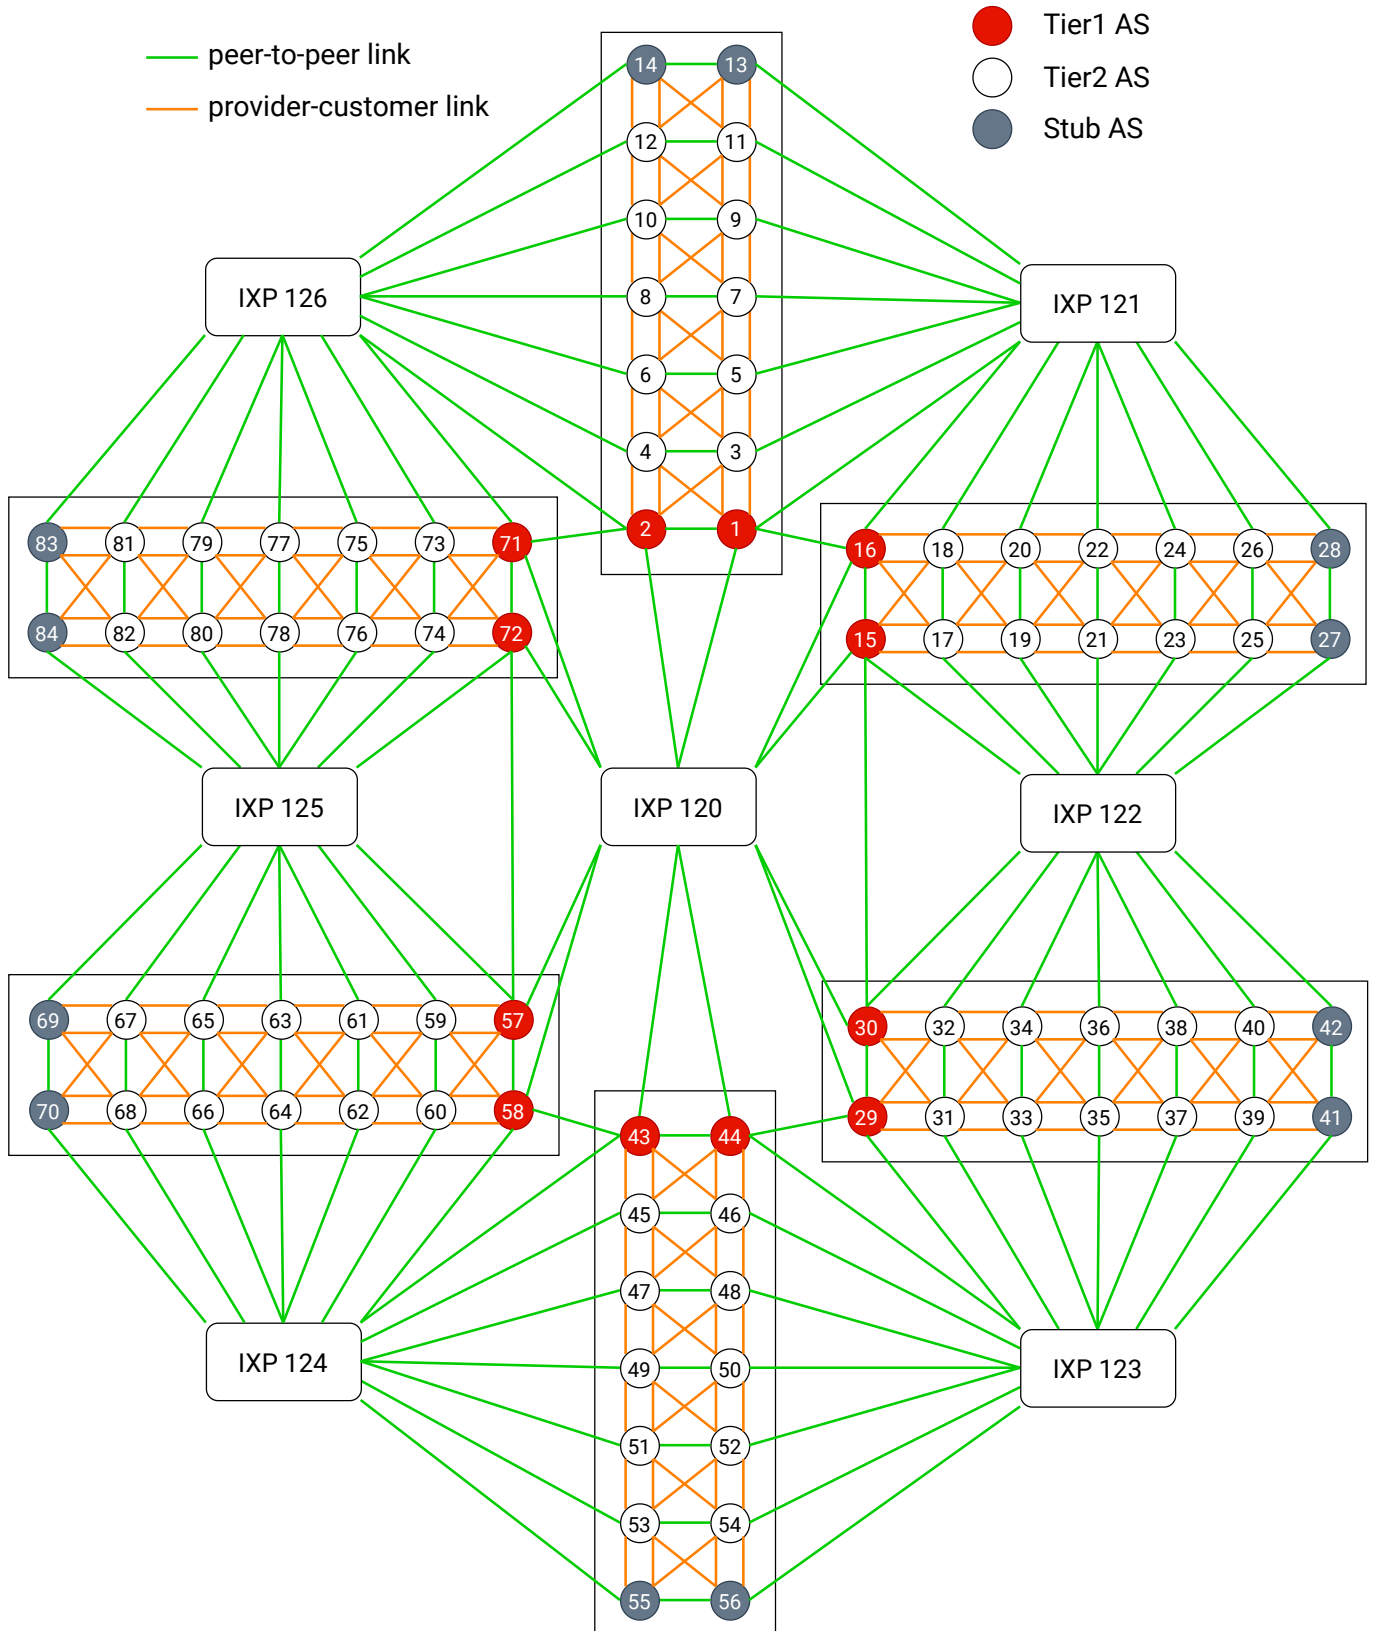 peer-to-peer link
provider-customer link
Tier1 AS
Tier2 AS
Stub AS
14 13
12 11
10 9
8 7
6 5
4 3
2 1
IXP 126
IXP 121
83 81 79 77 75 73 71
84 82 80 78 76 74 72
16 18 20 22 24 26 28
15 17 19 21 23 25 27
IXP 125
IXP 120
IXP 122
69 67 65 63 61 59 57
70 68 66 64 62 60 58
30 32 34 36 38 40 42
29 31 33 35 37 39 41
43 44
45 46
47 48
49 50
51 52
53 54
55 56
IXP 124
IXP 123